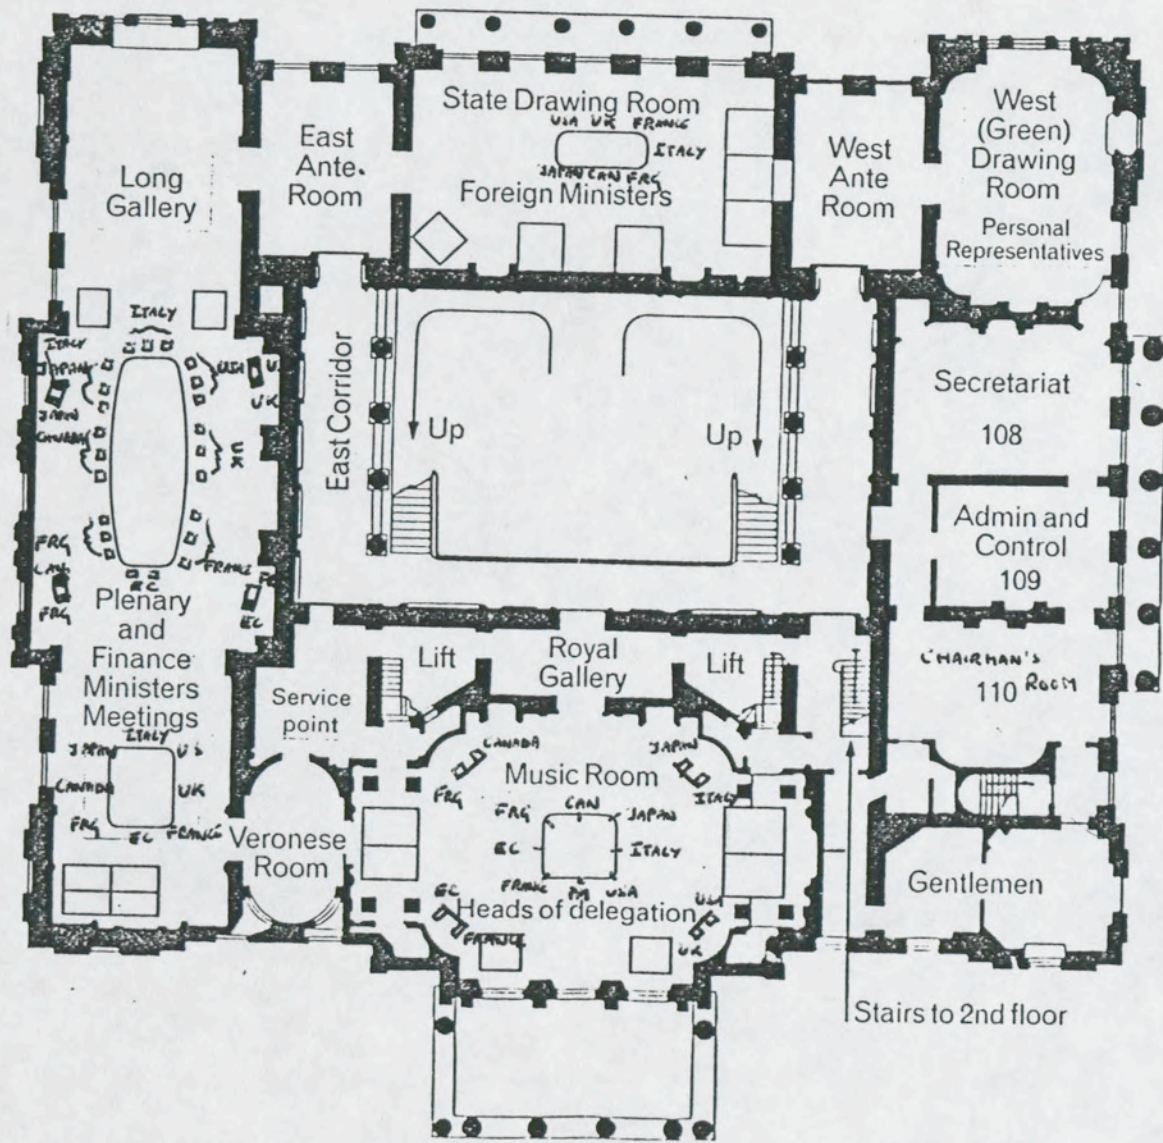 State Drawing Room
USA UK FRANCE
ITALY
JAPAN CAN FRG
Foreign Ministers
East
Ante.
Room
West
Ante
Room
West
(Green)
Drawing
Room
Personal
Representatives
Long
Gallery
ITALY
ITALY
JAPAN
USA
JAPAN
UK
CANADA
UK
FRG
CAN
FRG
FRANCE
EC
EC
Plenary
and
Finance
Ministers
Meetings
ITALY
JAPAN
US
CANADA
UK
FRG
EC
FRANCE
East Corridor
Up
Up
Secretariat
108
Admin and
Control
109
CHAIRMAN'S
110 ROOM
Lift
Royal
Gallery
Lift
Service
point
Veronese
Room
CANADA
FRG
JAPAN
ITALY
Music Room
FRG
CAN
JAPAN
EC
ITALY
FRANC
PM
USA
Heads of delegation
EC
FRANCE
USA
UK
Gentlemen
Stairs to 2nd floor